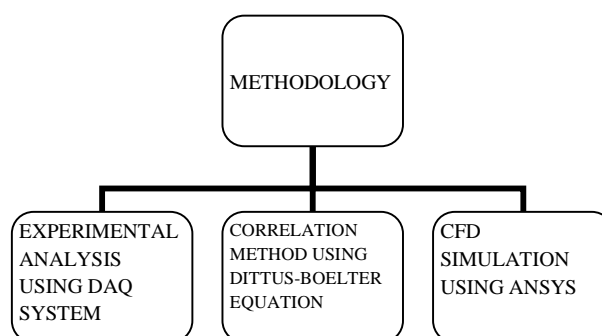 METHODOLOGY
EXPERIMENTAL
ANALYSIS
USING DAQ
SYSTEM
CORRELATION
METHOD USING
DITTUS-BOELTER
EQUATION
CFD
SIMULATION
USING ANSYS